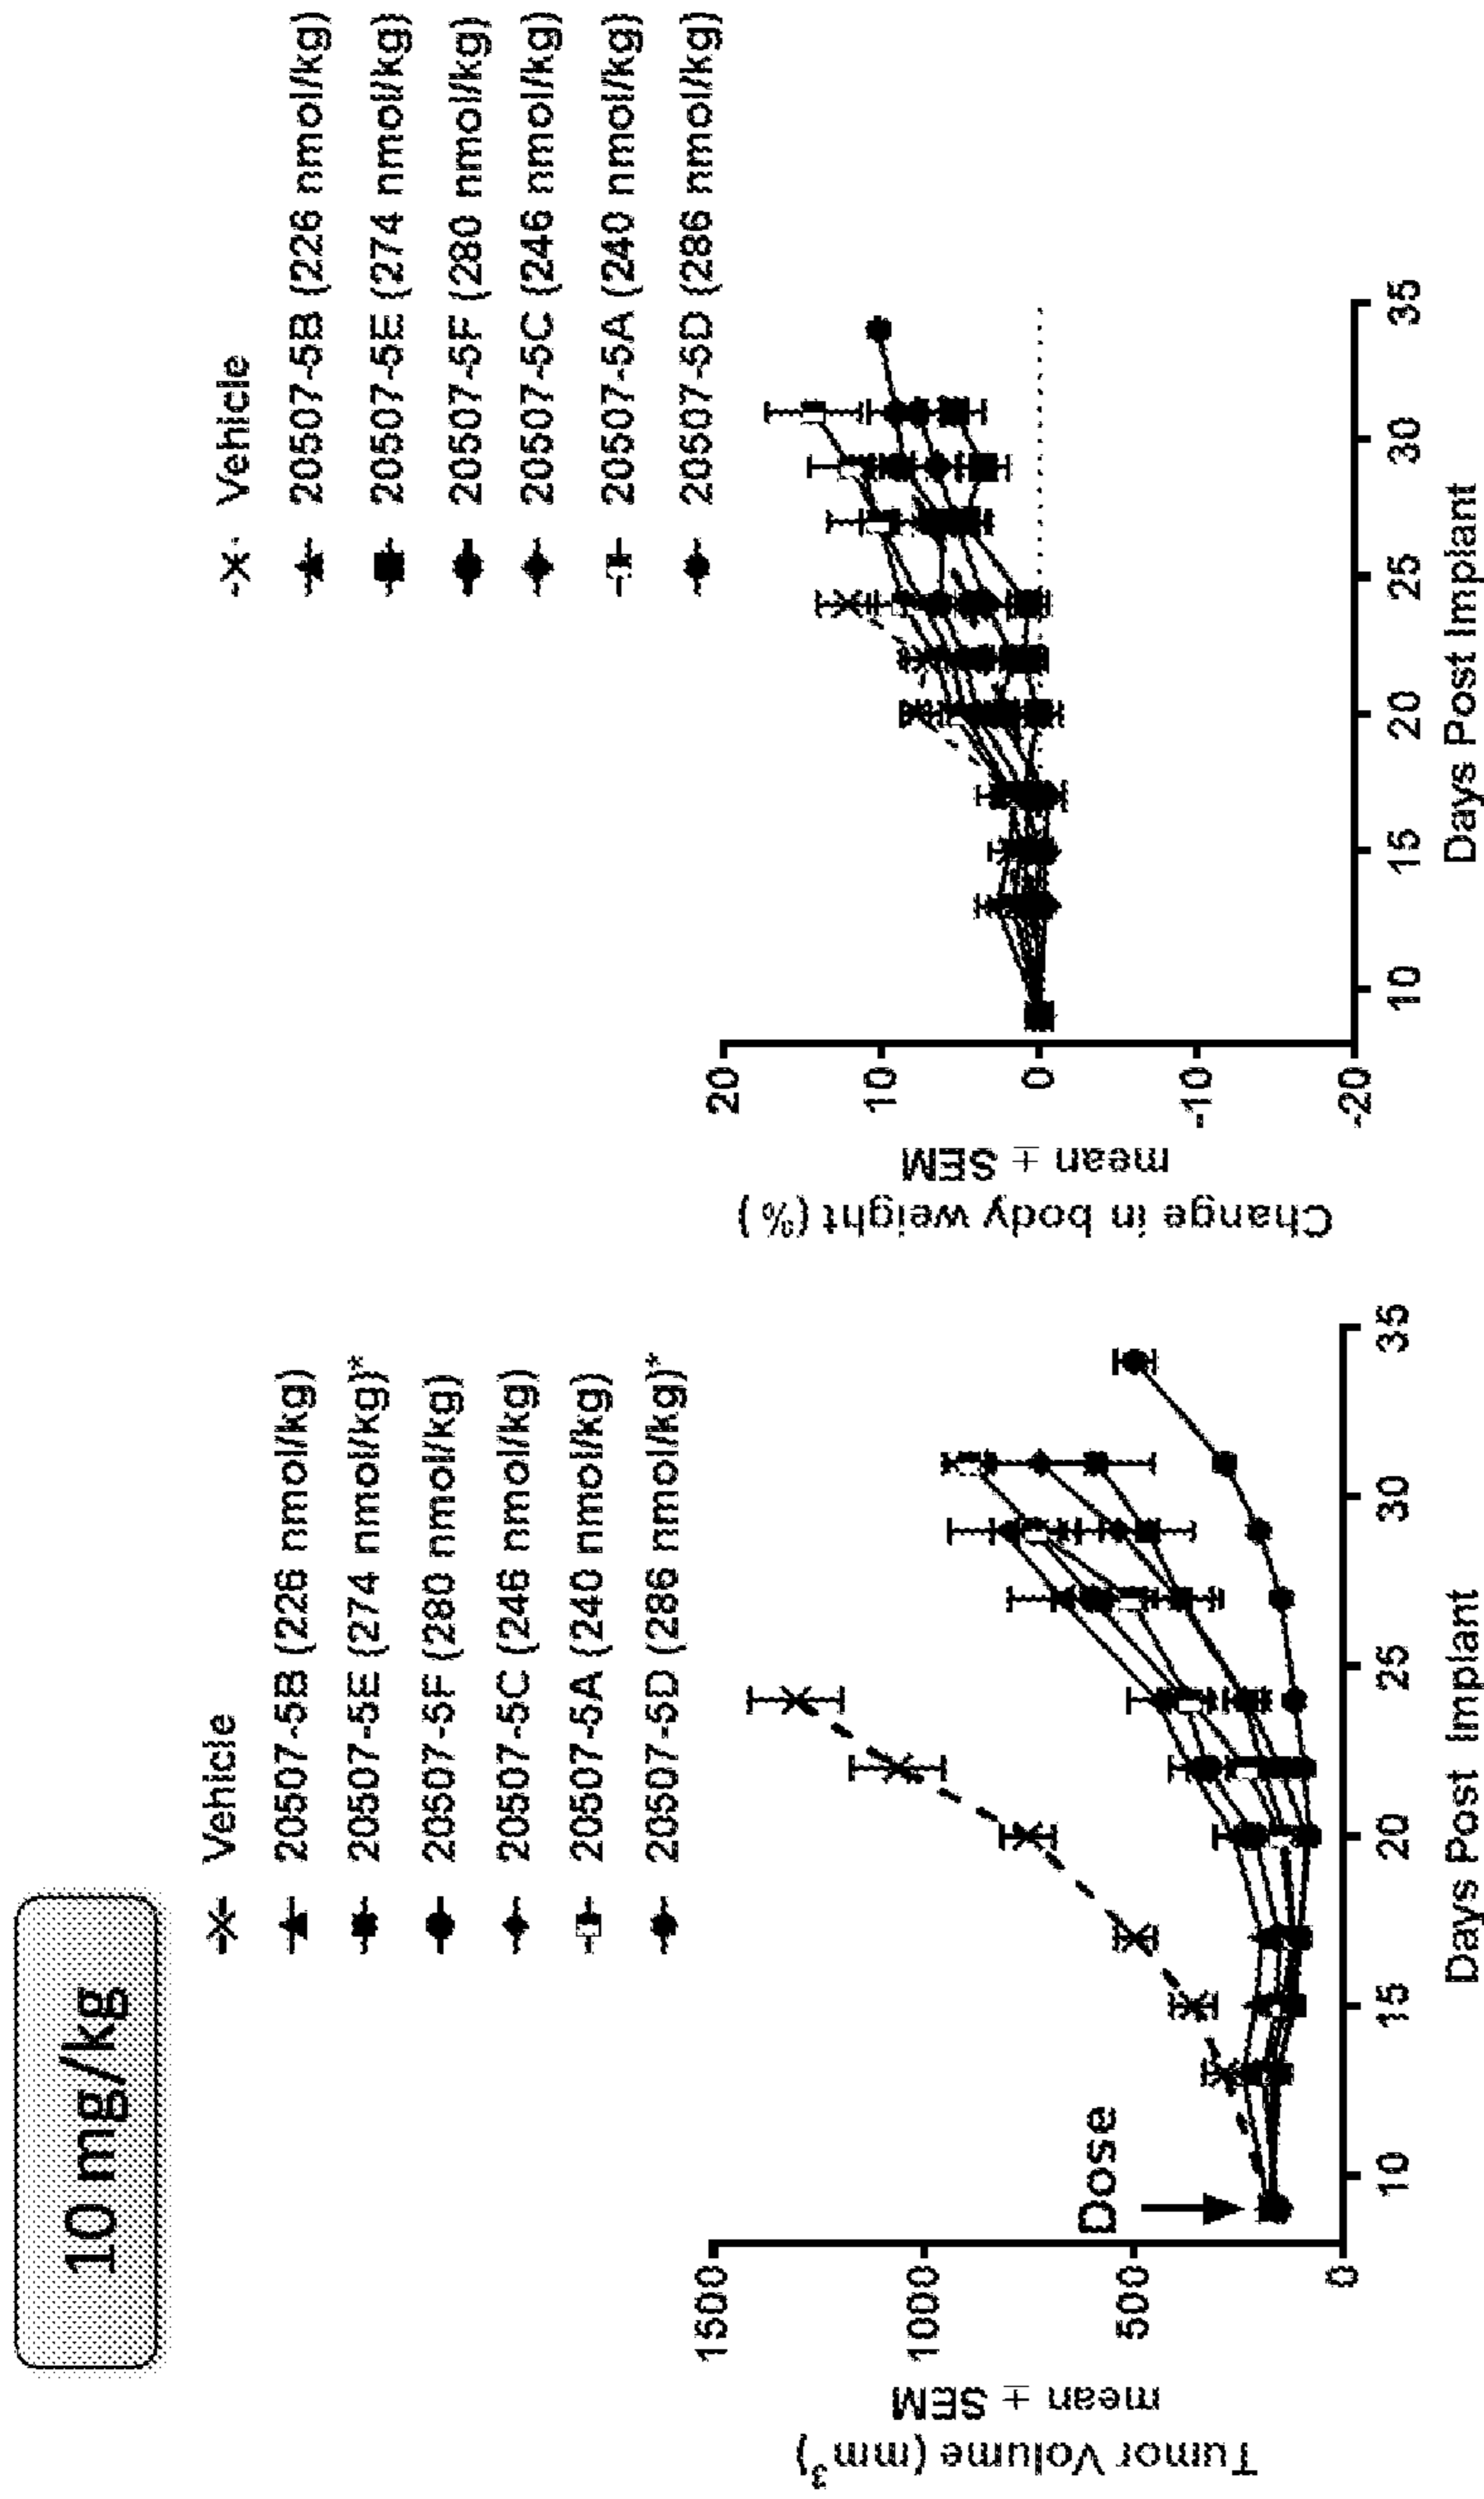 10 mg/kg
Vehicle
20507-5B (226 nmol/kg)
20507-5E (274 nmol/kg)*
20507-5F (280 nmol/kg)
20507-5C (246 nmol/kg)
20507-5A (240 nmol/kg)
20507-5D (286 nmol/kg)*
Tumor Volume (mm³)
mean ± SEM
1500
1000
500
0
Dose
10
15
20
25
30
35
Days Post Implant
Vehicle
20507-5B (226 nmol/kg)
20507-5E (274 nmol/kg)
20507-5F (280 nmol/kg)
20507-5C (246 nmol/kg)
20507-5A (240 nmol/kg)
20507-5D (286 nmol/kg)
Change in body weight (%)
mean ± SEM
20
10
0
-10
-20
10
15
20
25
30
35
Days Post Implant